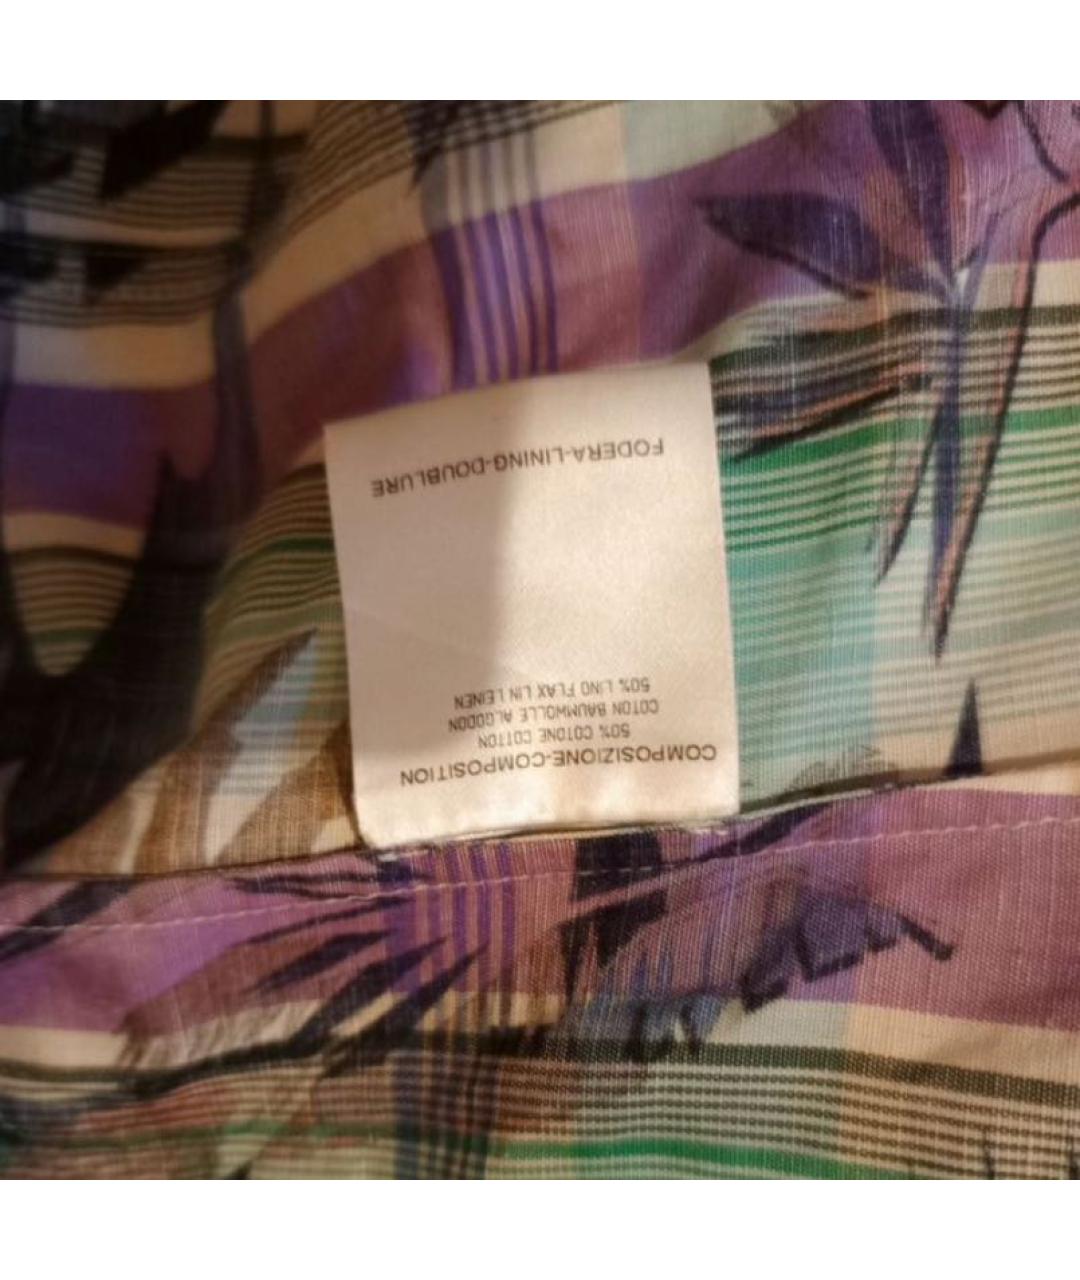 COMPOSIZIONE-COMPOSITION
50% COTONE COTTON
COTON BAUMWOLLE ALGODON
50% LINO FLAX LIN LEINEN
FODERA-LINING-DOUBLURE